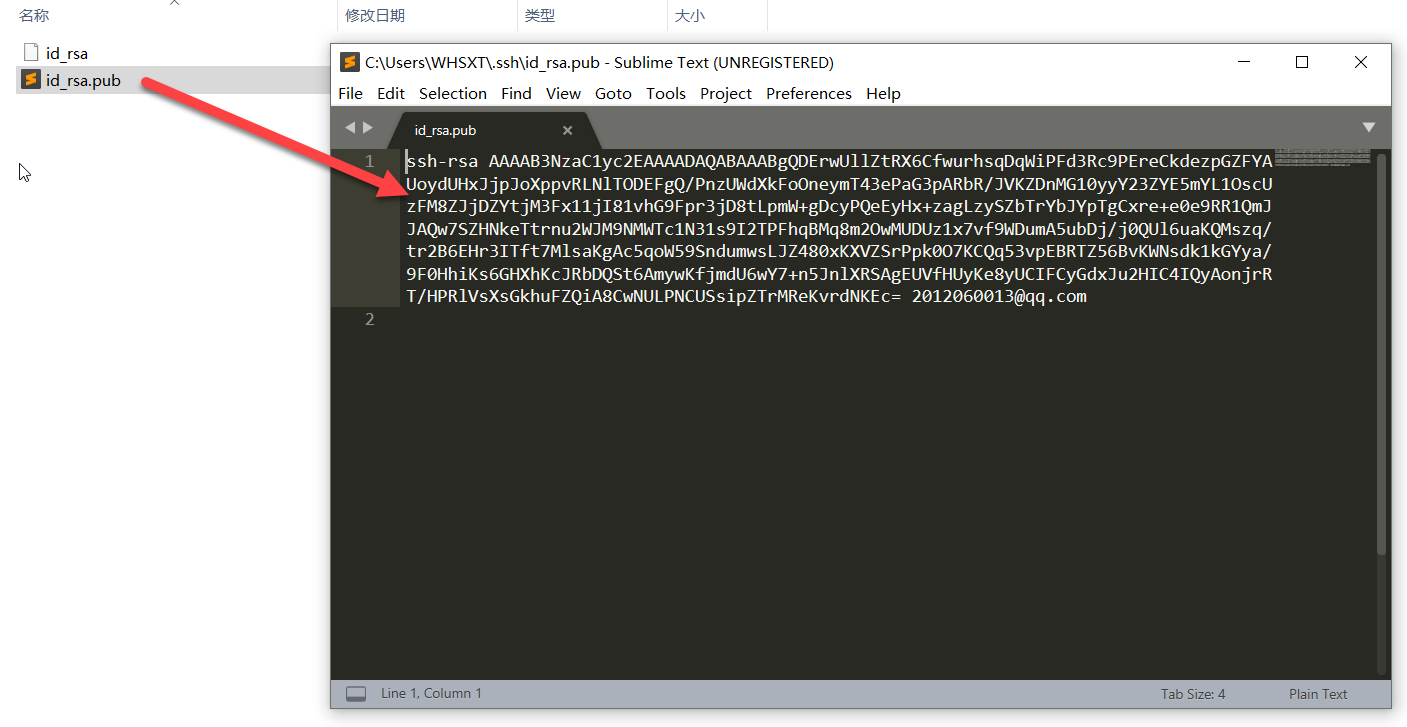 名称 修改日期 类型 大小
id_rsa
id_rsa.pub
C:\Users\WHSXT\.ssh\id_rsa.pub - Sublime Text (UNREGISTERED)
File Edit Selection Find View Goto Tools Project Preferences Help
id_rsa.pub
1 ssh-rsa AAAAB3NzaC1yc2EAAAADAQABAAABgQDErwUllZtRX6CfwurhsqDqWiPFd3Rc9PEreCkdezpGZFYA
UoydUHxJjpJoXppvRLNlTODEFgQ/PnzUWdXkFoOneymT43ePaG3pARbR/JVKZDnMG10yyY23ZYE5mYL1OscU
zFM8ZJjDZYtjM3Fx11jI81vhG9Fpr3jD8tLpmW+gDcyPQeEyHx+zagLzySZbTrYbJYpTgCxre+e0e9RR1QmJ
JAQw7SZHNkeTtrnu2WJM9NMWTc1N31s9I2TPFhqBMq8m2OwMUDUz1x7vf9WDumA5ubDj/j0QUl6uaKQMszq/
tr2B6EHr3ITft7MlsaKgAc5qoW59SndumwsLJZ480xKXVZSrPpk0O7KCQq53vpEBRTZ56BvKWNsdk1kGYya/
9F0HhiKs6GHXhKcJRbDQSt6AmywKfjmdU6wY7+n5JnlXRSAgEUVfHUyKe8yUCIFCyGdxJu2HIC4IQyAonjrR
T/HPRlVsXsGkhuFZQiA8CwNULPNCUSsipZTrMReKvrdNKEc= 2012060013@qq.com
2
Line 1, Column 1 Tab Size: 4 Plain Text